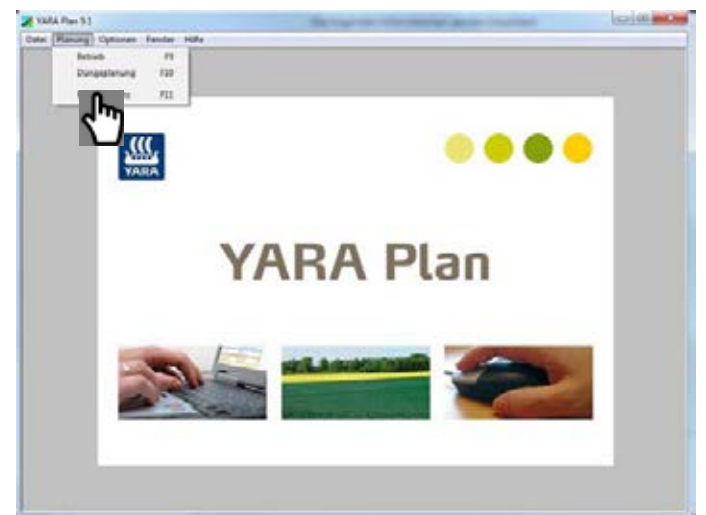 YARA Plan 9.1
Datei Planung Optionen Fenster Hilfe
Betrieb F9
Düngeplanung F10
F11
YARA
YARA Plan